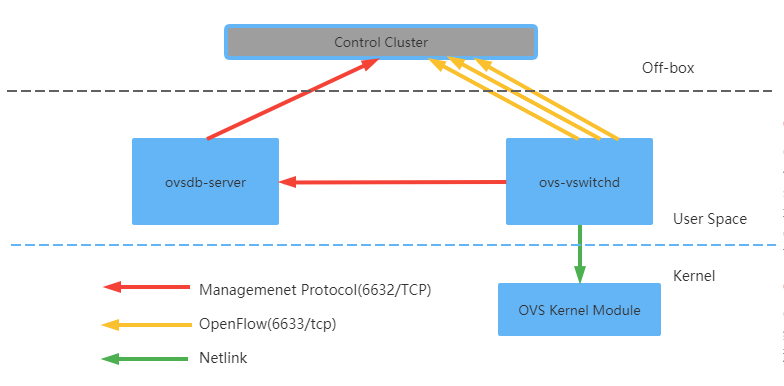 Control Cluster
Off-box
ovsdb-server
ovs-vswitchd
User Space
Kernel
Managemenet Protocol(6632/TCP)
OVS Kernel Module
OpenFlow(6633/tcp)
Netlink